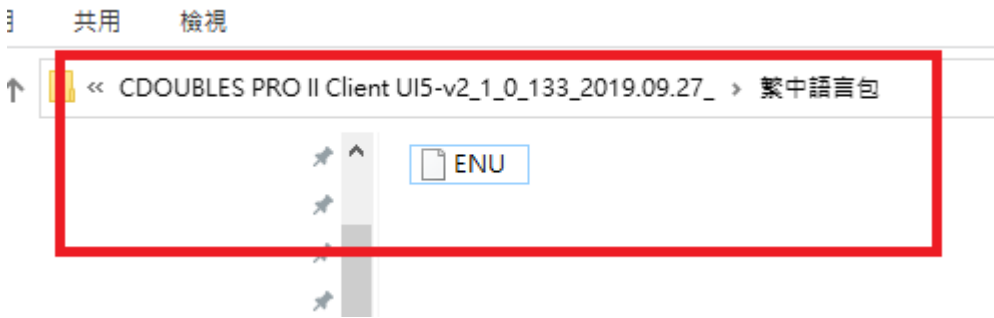 共用 檢視
« CDOUBLES PRO II Client UI5-v2_1_0_133_2019.09.27_ › 繁中語言包
ENU